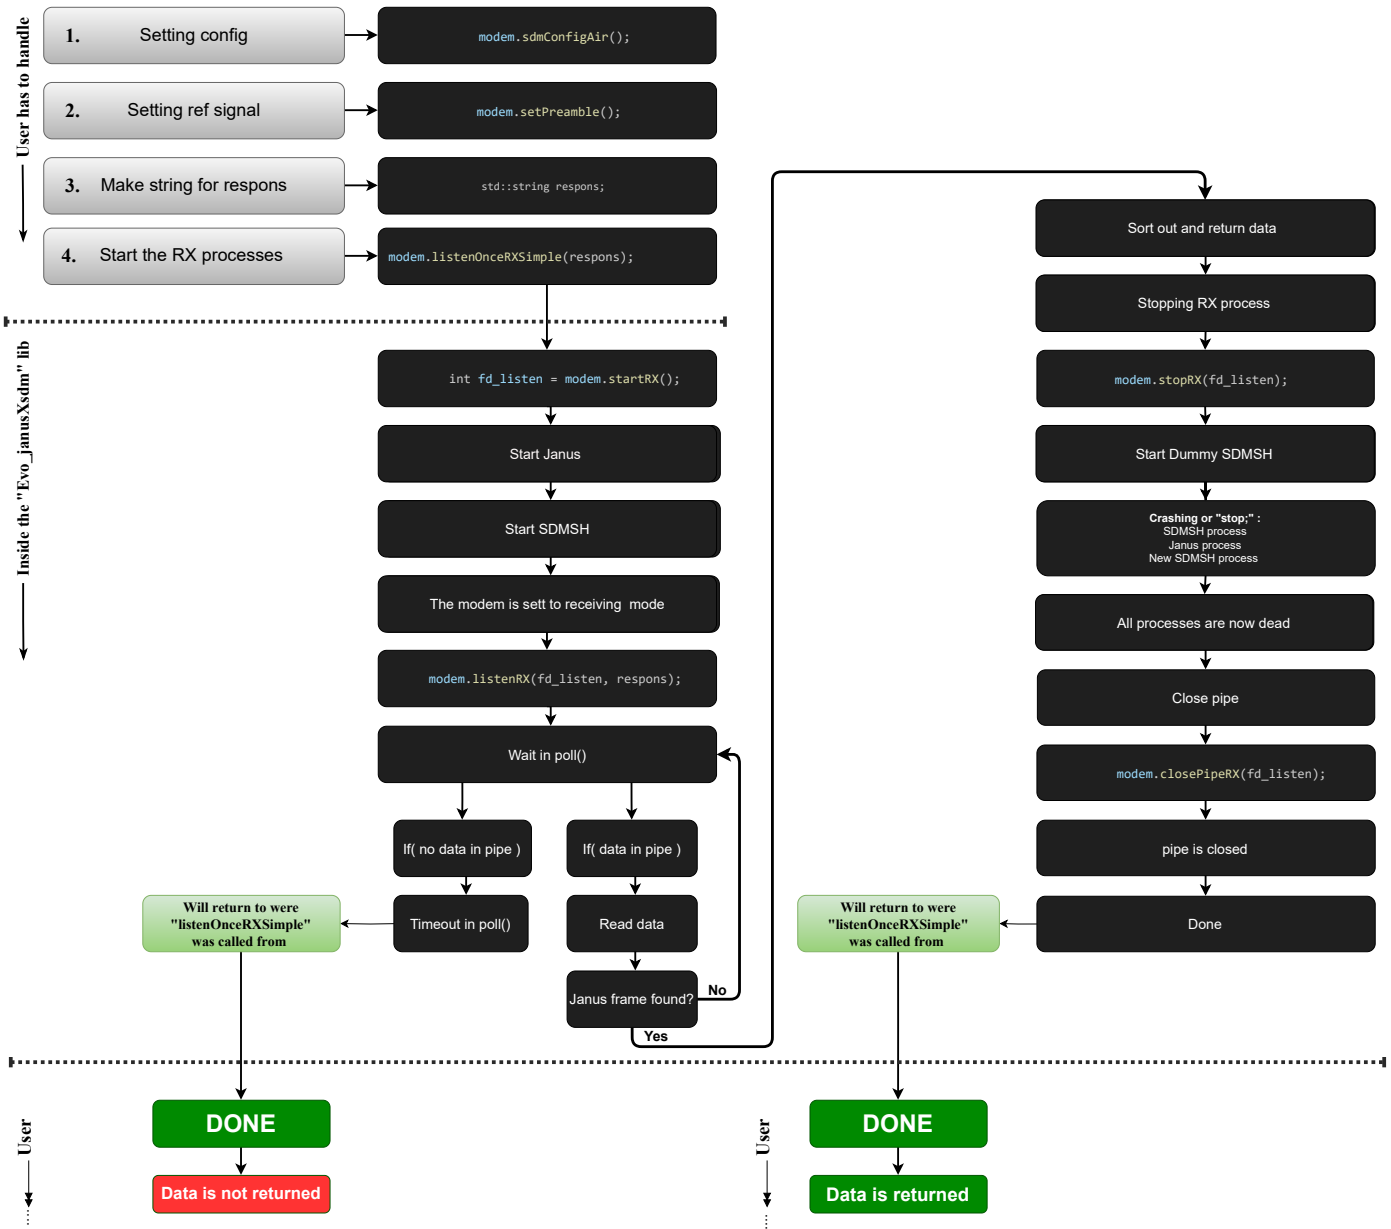 User has to handle
1. Setting config
modem.sdmConfigAir();
2. Setting ref signal
modem.setPreamble();
3. Make string for respons
std::string respons;
4. Start the RX processes
modem.listenOnceRXSimple(respons);
Inside the "Evo_janusXsdm" lib
int fd_listen = modem.startRX();
Start Janus
Start SDMSH
The modem is sett to receiving mode
modem.listenRX(fd_listen, respons);
Wait in poll()
If( no data in pipe )
If( data in pipe )
Timeout in poll()
Read data
Will return to were
"listenOnceRXSimple"
was called from
Janus frame found?
No
Yes
Sort out and return data
Stopping RX process
modem.stopRX(fd_listen);
Start Dummy SDMSH
Crashing or "stop;" :
SDMSH process
Janus process
New SDMSH process
All processes are now dead
Close pipe
modem.closePipeRX(fd_listen);
pipe is closed
Done
Will return to were
"listenOnceRXSimple"
was called from
User
DONE
Data is not returned
User
DONE
Data is returned